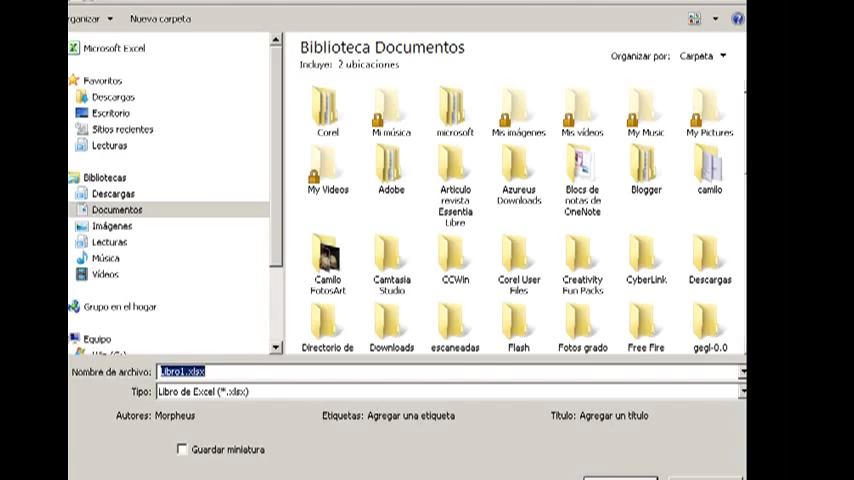 rganizar
Nueva carpeta
Microsoft Excel
Favoritos
Descargas
Escritorio
Sitios recientes
Lecturas
Bibliotecas
Descargas
Documentos
Imágenes
Lecturas
Música
Vídeos
Grupo en el hogar
Equipo
Biblioteca Documentos
Incluye: 2 ubicaciones
Organizar por: Carpeta
Corel
Mi música
microsoft
Mis imágenes
Mis vídeos
My Music
My Pictures
My Videos
Adobe
Articulo
revista
Essentia
Libre
Azureus
Downloads
Blocs de
notas de
OneNote
Blogger
camilo
Camilo
FotosArt
Camtasia
Studio
CCWin
Corel User
Files
Creativity
Fun Packs
CyberLink
Descargas
Directorio de
Downloads
escaneadas
Flash
Fotos grado
Free Fire
gegl-0.0
Nombre de archivo: Libro1.xlsx
Tipo: Libro de Excel (*.xlsx)
Autores: Morpheus
Etiquetas: Agregar una etiqueta
Título: Agregar un título
Guardar miniatura